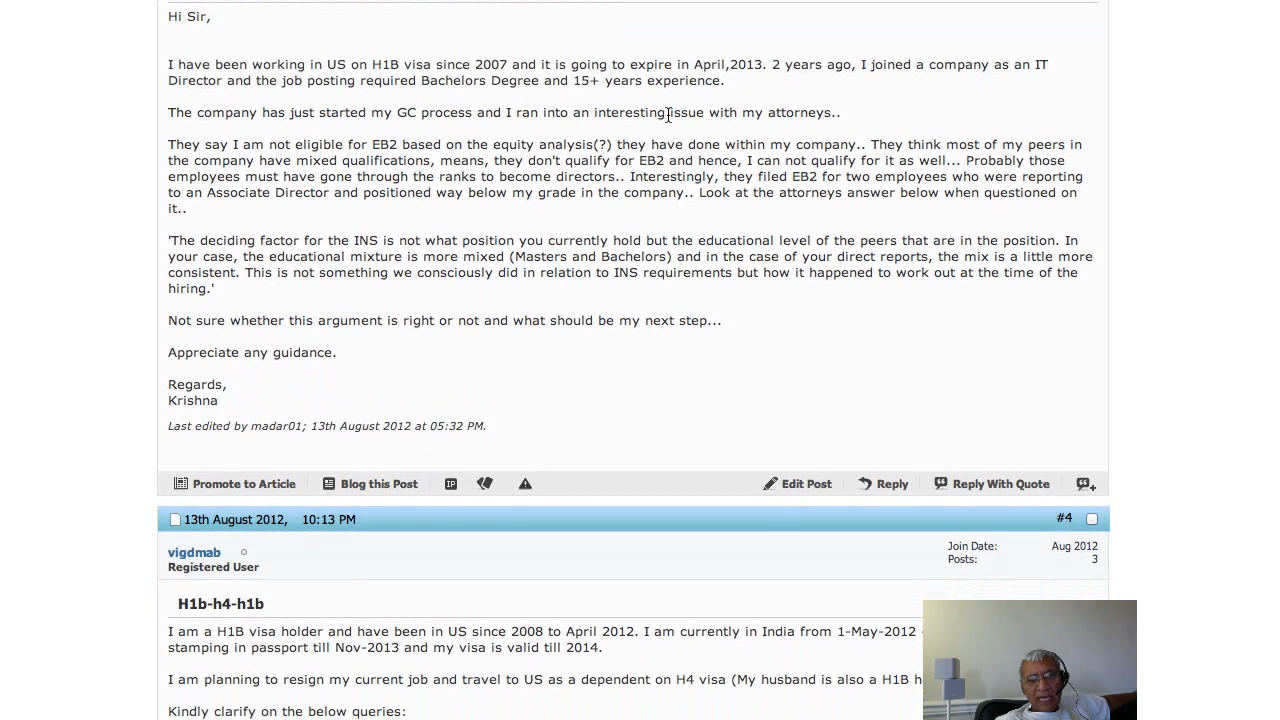 Hi Sir,
I have been working in US on H1B visa since 2007 and it is going to expire in April,2013. 2 years ago, I joined a company as an IT
Director and the job posting required Bachelors Degree and 15+ years experience.
The company has just started my GC process and I ran into an interesting issue with my attorneys..
They say I am not eligible for EB2 based on the equity analysis(?) they have done within my company.. They think most of my peers in
the company have mixed qualifications, means, they don't qualify for EB2 and hence, I can not qualify for it as well... Probably those
employees must have gone through the ranks to become directors.. Interestingly, they filed EB2 for two employees who were reporting
to an Associate Director and positioned way below my grade in the company.. Look at the attorneys answer below when questioned on
it..
'The deciding factor for the INS is not what position you currently hold but the educational level of the peers that are in the position. In
your case, the educational mixture is more mixed (Masters and Bachelors) and in the case of your direct reports, the mix is a little more
consistent. This is not something we consciously did in relation to INS requirements but how it happened to work out at the time of the
hiring.'
Not sure whether this argument is right or not and what should be my next step...
Appreciate any guidance.
Regards,
Krishna
Last edited by madar01; 13th August 2012 at 05:32 PM.
Promote to Article Blog this Post IP Edit Post Reply Reply With Quote
13th August 2012, 10:13 PM #4
vigdmab Join Date: Aug 2012
Registered User Posts: 3
H1b-h4-h1b
I am a H1B visa holder and have been in US since 2008 to April 2012. I am currently in India from 1-May-2012
stamping in passport till Nov-2013 and my visa is valid till 2014.
I am planning to resign my current job and travel to US as a dependent on H4 visa (My husband is also a H1B
Kindly clarify on the below queries: